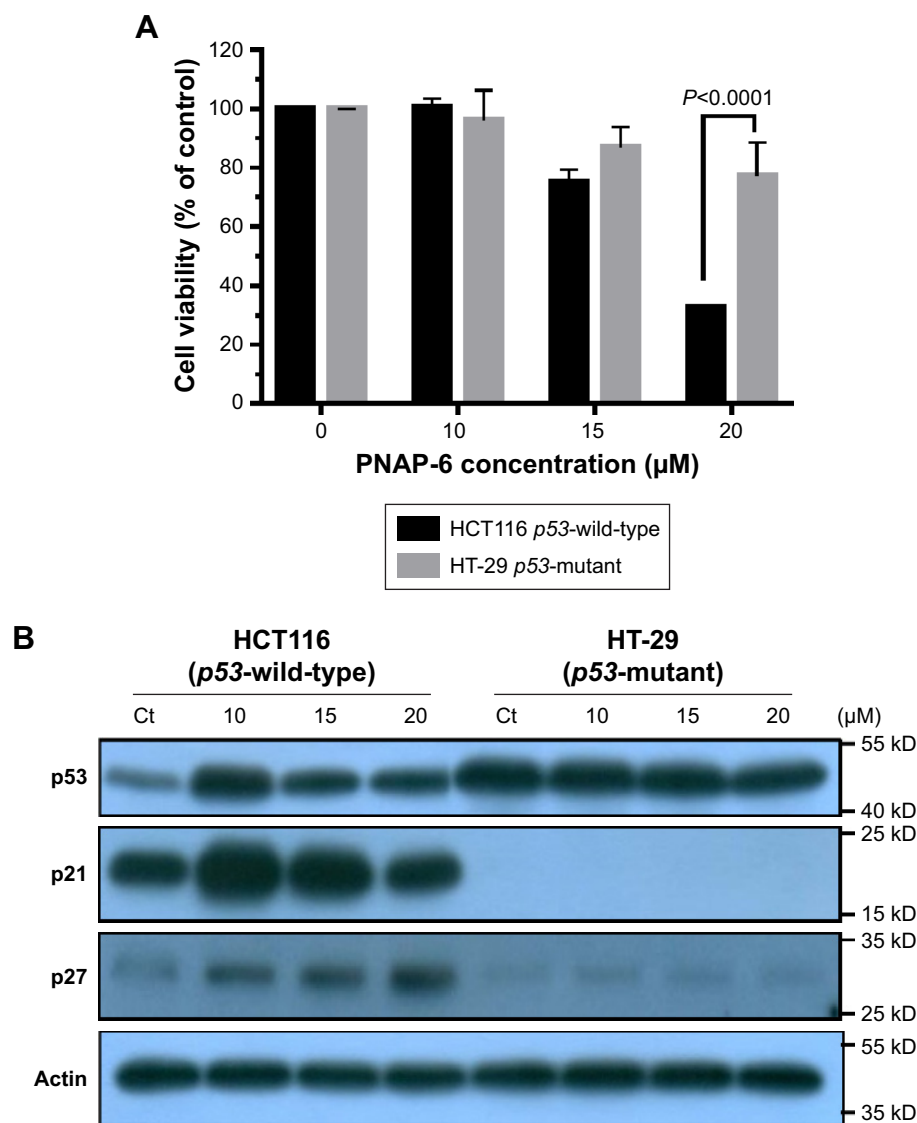 A
120
100
80
60
40
20
0
P<0.0001
Cell viability (% of control)
0 10 15 20
PNAP-6 concentration (µM)
HCT116 p53-wild-type
HT-29 p53-mutant
B
HCT116 HT-29
(p53-wild-type) (p53-mutant)
Ct 10 15 20 Ct 10 15 20 (µM)
p53
55 kD
40 kD
p21
25 kD
15 kD
p27
35 kD
25 kD
Actin
55 kD
35 kD